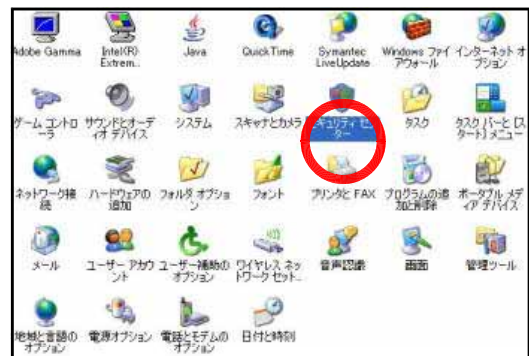 Adobe Gamma
Intel(R)
Extrem...
Java
QuickTime
Symantec
LiveUpdate
Windows ファイ
アウォール
インターネット オ
プション
ゲーム コントロ
ーラ
サウンドとオーデ
ィオ デバイス
システム
スキャナとカメラ
セキュリティ セン
ター
タスク
タスク バーと [ス
タート] メニュー
ネットワーク接
続
ハードウェアの
追加
フォルダ オプショ
ン
フォント
プリンタと FAX
プログラムの追
加と削除
ポータブル メデ
ィア デバイス
メール
ユーザー アカウ
ント
ユーザー補助の
オプション
ワイヤレス ネッ
トワーク セット...
音声認識
画面
管理ツール
地域と言語の
オプション
電源オプション
電話とモデムの
オプション
日付と時刻